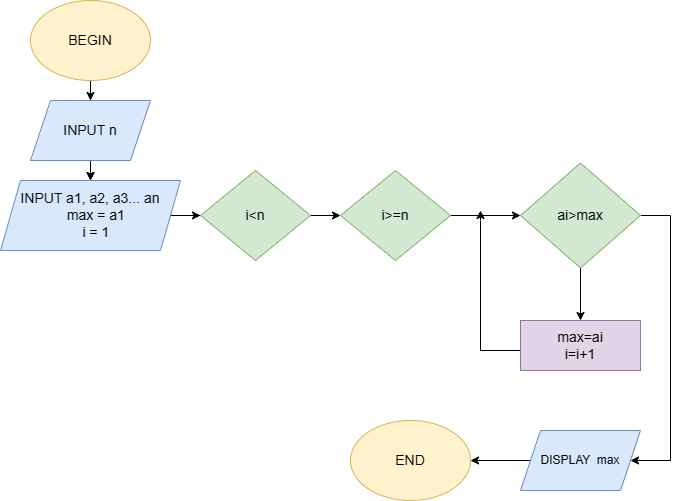 BEGIN
INPUT n
INPUT a1, a2, a3... an
max = a1
i = 1
i<n
i>=n
ai>max
max=ai
i=i+1
DISPLAY max
END